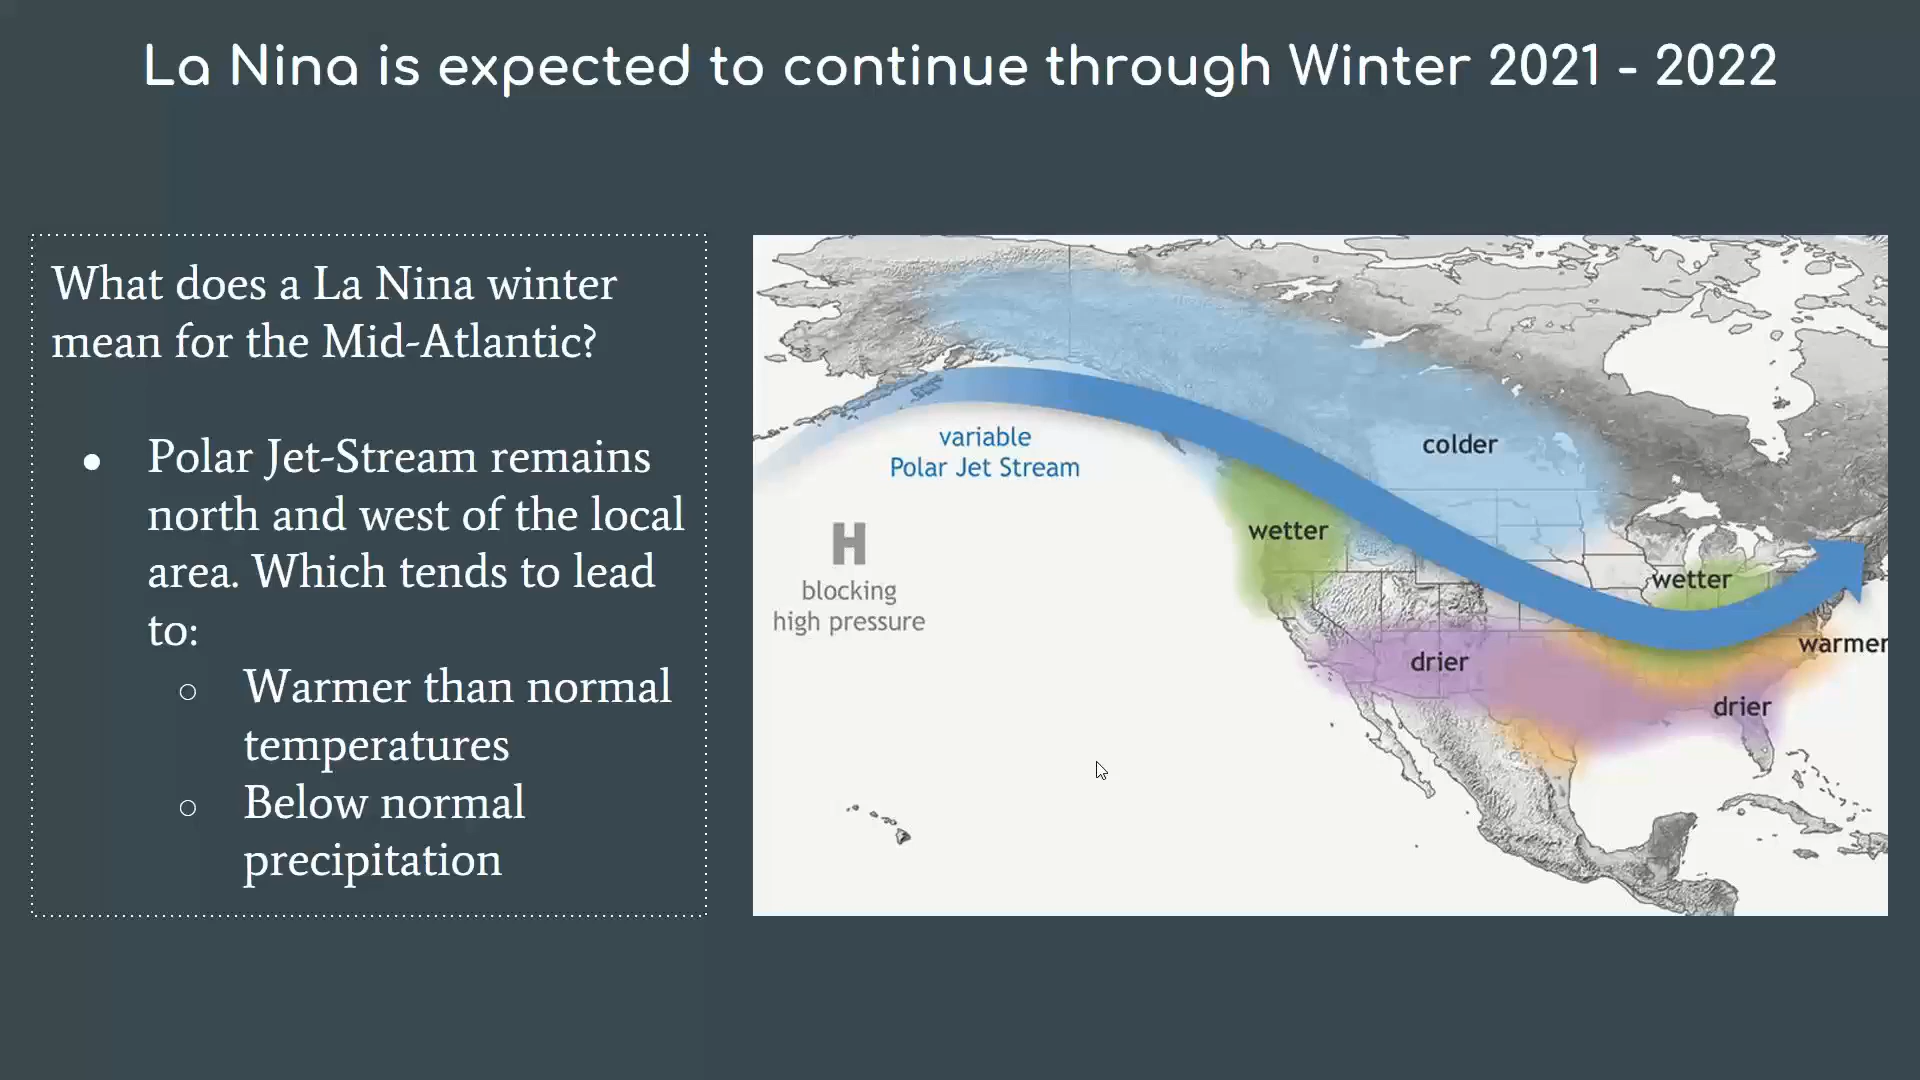 La Nina is expected to continue through Winter 2021 - 2022
What does a La Nina winter
mean for the Mid-Atlantic?
● Polar Jet-Stream remains
north and west of the local
area. Which tends to lead
to:
○ Warmer than normal
temperatures
○ Below normal
precipitation
variable
Polar Jet Stream
colder
H
blocking
high pressure
wetter
wetter
warmer
drier
drier